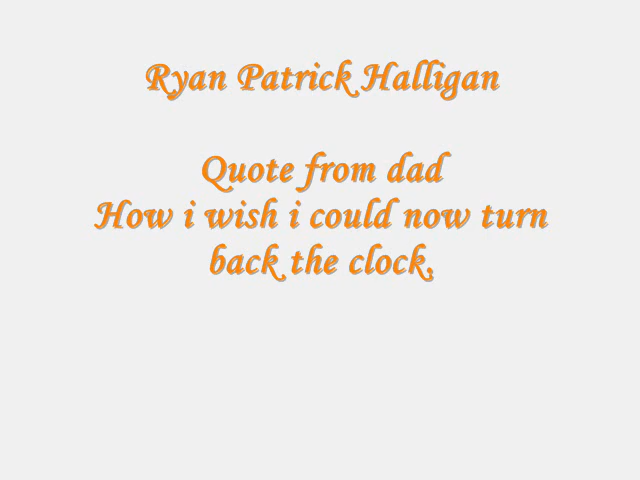 Ryan Patrick Halligan
Quote from dad
How i wish i could now turn
back the clock,